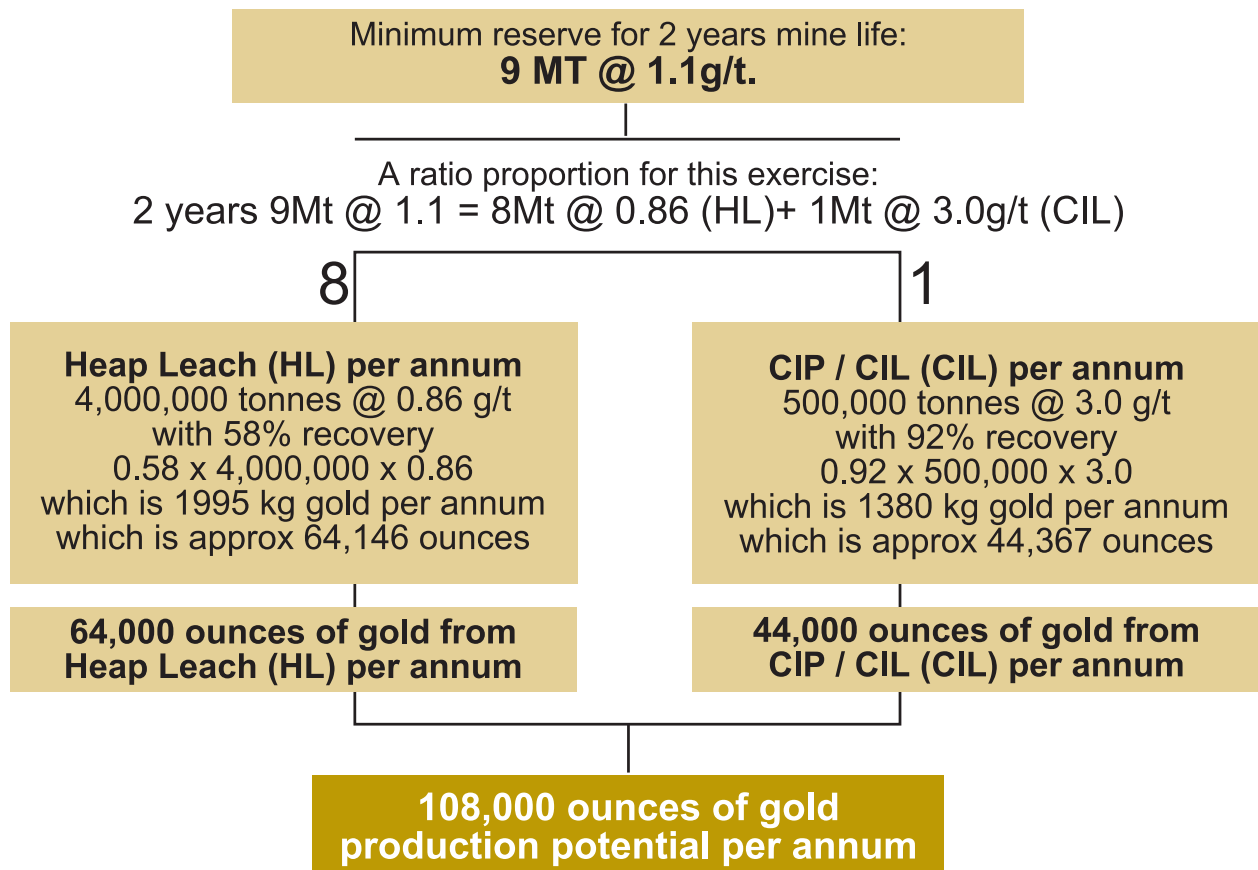 Minimum reserve for 2 years mine life:
9 MT @ 1.1g/t.
A ratio proportion for this exercise:
2 years 9Mt @ 1.1 = 8Mt @ 0.86 (HL)+ 1Mt @ 3.0g/t (CIL)
8
1
Heap Leach (HL) per annum
4,000,000 tonnes @ 0.86 g/t
with 58% recovery
0.58 x 4,000,000 x 0.86
which is 1995 kg gold per annum
which is approx 64,146 ounces
CIP / CIL (CIL) per annum
500,000 tonnes @ 3.0 g/t
with 92% recovery
0.92 x 500,000 x 3.0
which is 1380 kg gold per annum
which is approx 44,367 ounces
64,000 ounces of gold from
Heap Leach (HL) per annum
44,000 ounces of gold from
CIP / CIL (CIL) per annum
108,000 ounces of gold
production potential per annum